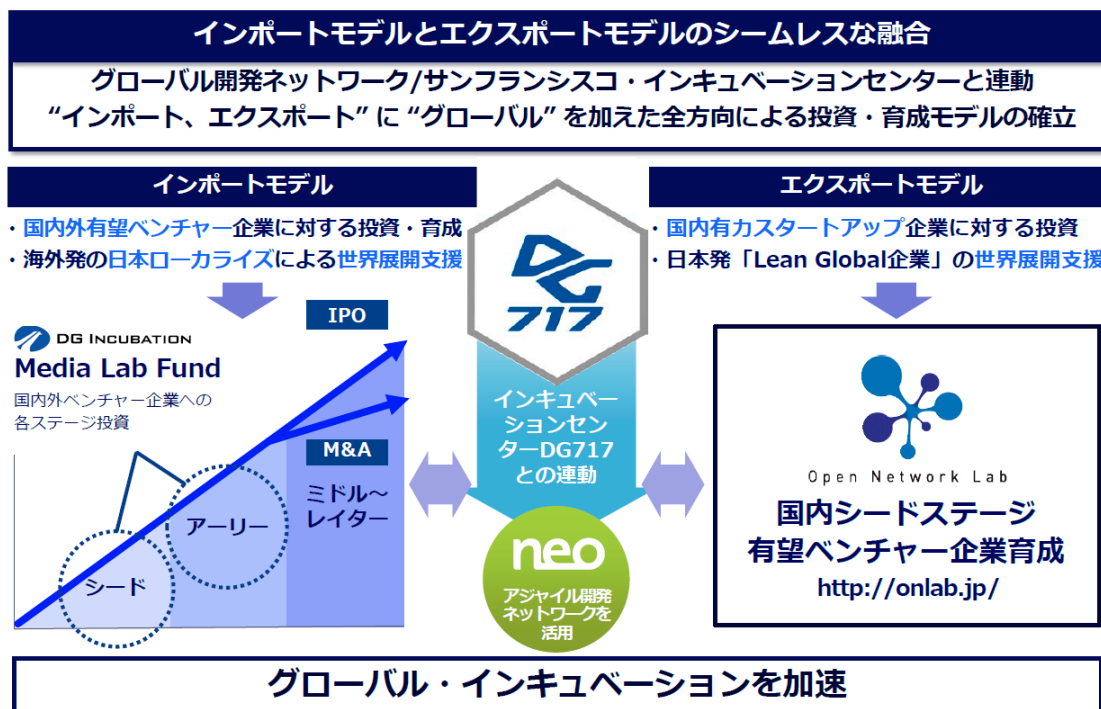 インポートモデルとエクスポートモデルのシームレスな融合
グローバル開発ネットワーク/サンフランシスコ・インキュベーションセンターと連動
“インポート、エクスポート” に “グローバル” を加えた全方向による投資・育成モデルの確立
インポートモデル
・国内外有望ベンチャー企業に対する投資・育成
・海外発の日本ローカライズによる世界展開支援
DG 717
エクスポートモデル
・国内有力スタートアップ企業に対する投資
・日本発「Lean Global企業」の世界展開支援
DG INCUBATION
Media Lab Fund
国内外ベンチャー企業への
各ステージ投資
IPO
M&A
ミドル～
レイター
アーリー
シード
インキュベー
ションセン
ターDG717
との連動
neo
アジャイル開発
ネットワークを
活用
Open Network Lab
国内シードステージ
有望ベンチャー企業育成
http://onlab.jp/
グローバル・インキュベーションを加速